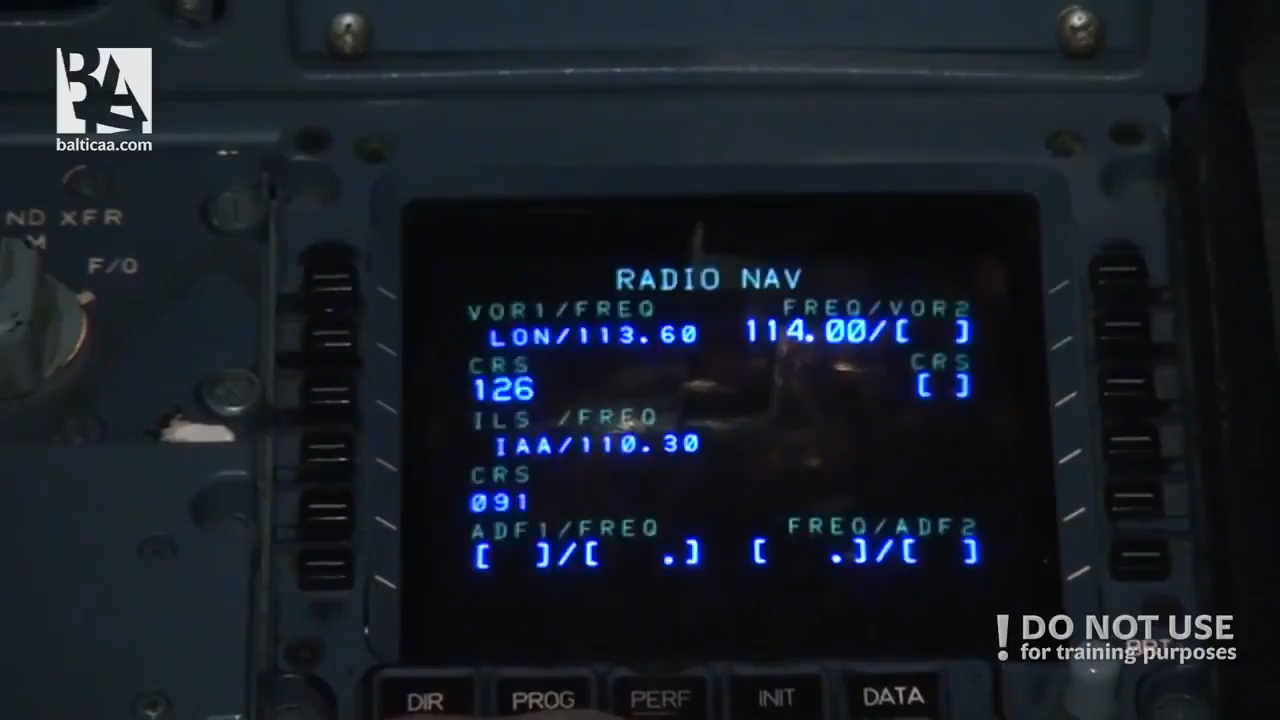 BA
balticaa.com
ND XFR
F/O
RADIO NAV
VOR1/FREQ FREQ/VOR2
LON/113.60 114.00/[ ]
CRS CRS
126 [ ]
ILS /FREQ
IAA/110.30
CRS
091
ADF1/FREQ FREQ/ADF2
[ ]/[ .] [ .]/[ ]
! DO NOT USE
for training purposes
BRT
DIR PROG PERF INIT DATA